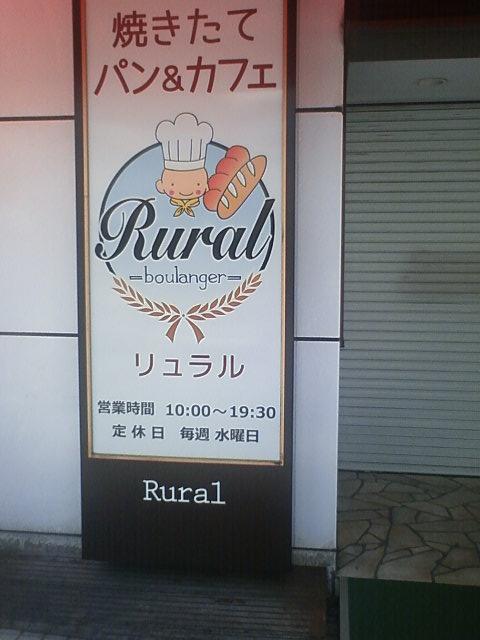 焼きたて
パン&カフェ
Rural
boulanger
リュラル
営業時間 10:00～19:30
定休日 毎週 水曜日
Rural